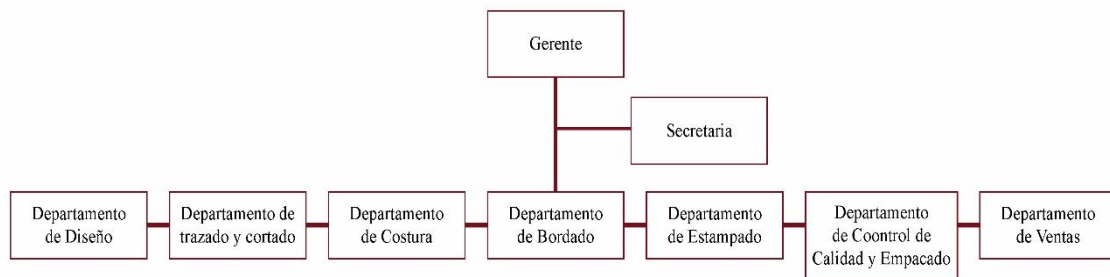 Gerente
Secretaria
Departamento
de Diseño
Departamento de
trazado y cortado
Departamento
de Costura
Departamento
de Bordado
Departamento
de Estampado
Departamento
de Coontrol de
Calidad y Empacado
Departamento
de Ventas